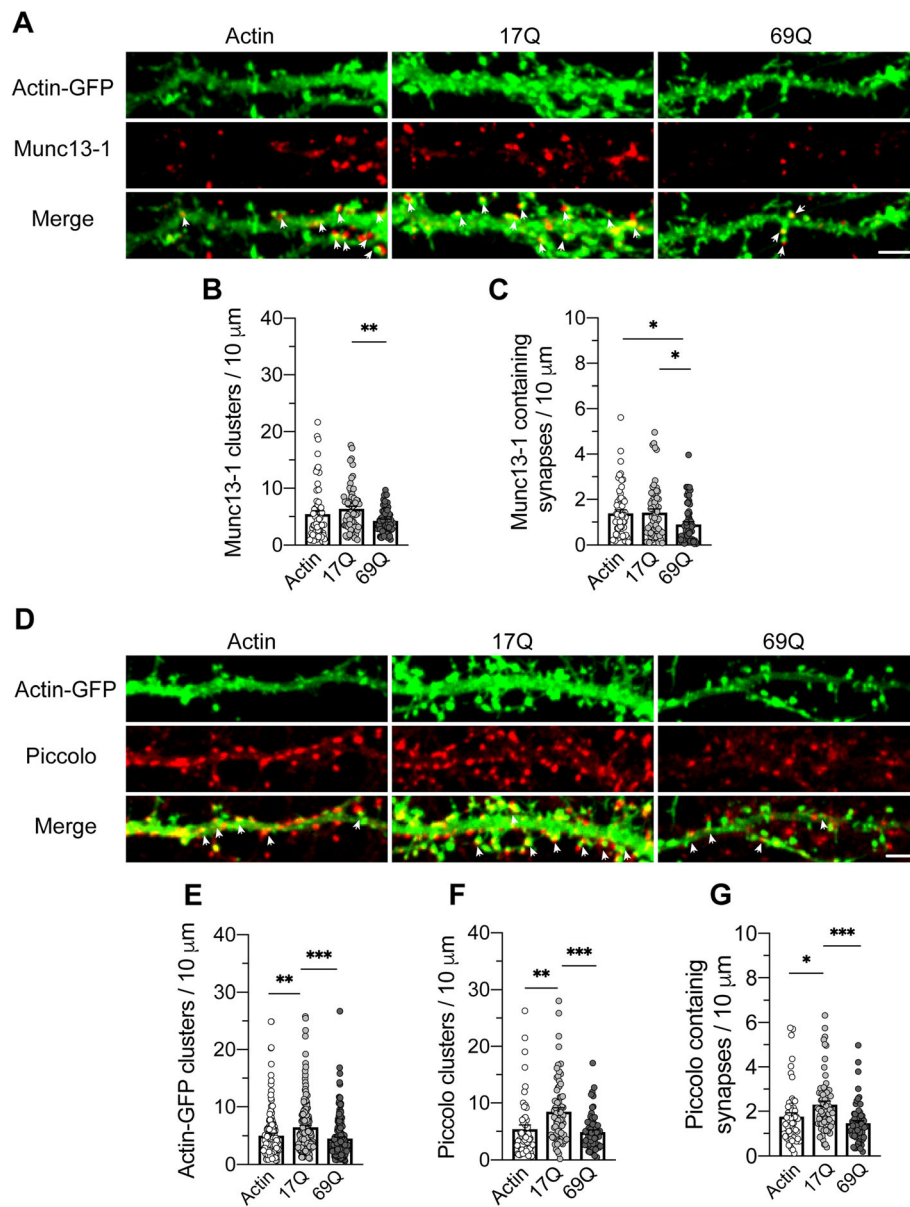 A
Actin 17Q 69Q
Actin-GFP
Munc13-1
Merge
B
Munc13-1 clusters / 10 μm
40
30
20
10
0
**
Actin 17Q 69Q
C
Munc13-1 containing
synapses / 10 μm
10
8
6
4
2
0
*
*
Actin 17Q 69Q
D
Actin 17Q 69Q
Actin-GFP
Piccolo
Merge
E
Actin-GFP clusters / 10 μm
40
30
20
10
0
** ***
Actin 17Q 69Q
F
Piccolo clusters / 10 μm
40
30
20
10
0
** ***
Actin 17Q 69Q
G
Piccolo containig
synapses / 10 μm
10
8
6
4
2
0
* ***
Actin 17Q 69Q